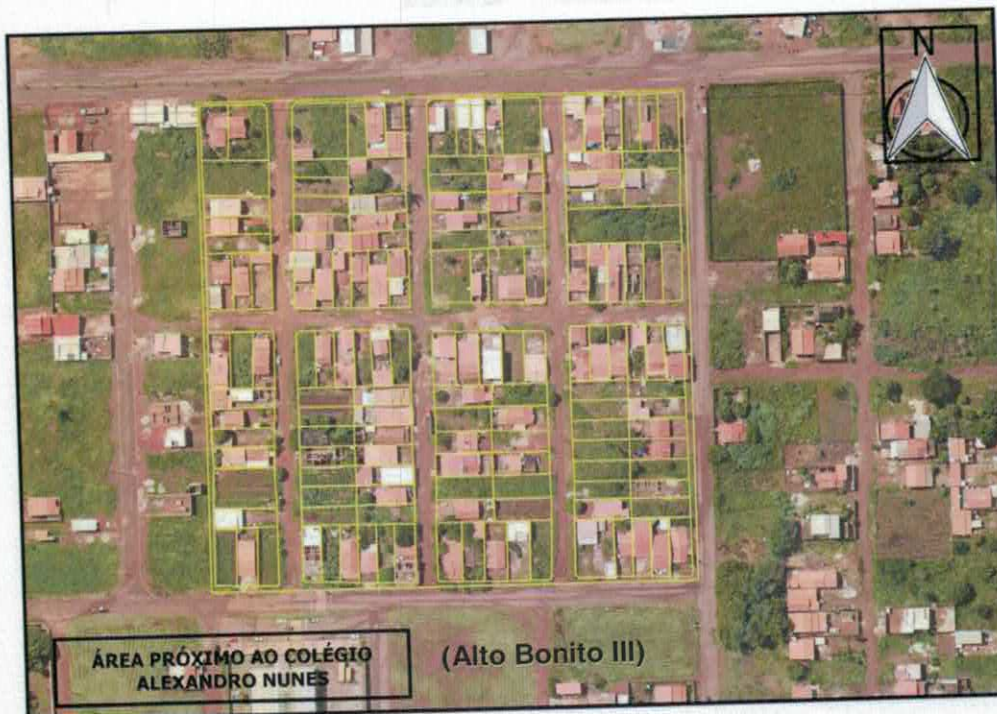 N
ÁREA PRÓXIMO AO COLÉGIO
ALEXANDRO NUNES
(Alto Bonito III)